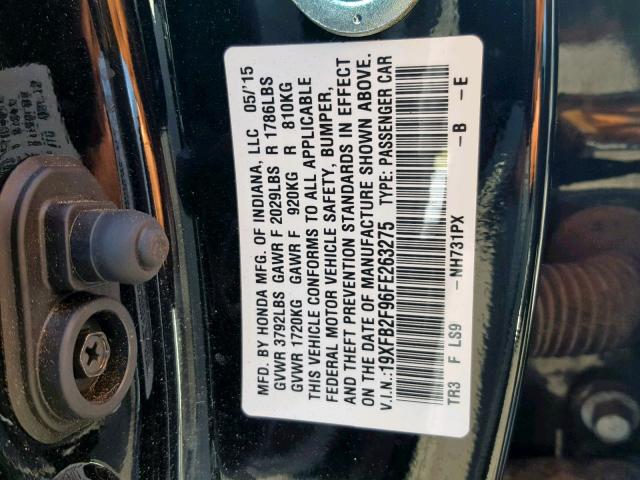 MFD. BY HONDA MFG. OF INDIANA, LLC 05/'15
GVWR 3792LBS GAWR F 2029LBS R 1786LBS
GVWR 1720KG GAWR F 920KG R 810KG
THIS VEHICLE CONFORMS TO ALL APPLICABLE
FEDERAL MOTOR VEHICLE SAFETY, BUMPER,
AND THEFT PREVENTION STANDARDS IN EFFECT
ON THE DATE OF MANUFACTURE SHOWN ABOVE.
V.I.N.:19XFB2F96FE263275 TYPE: PASSENGER CAR
TR3 F LS9 -NH731PX -B -E